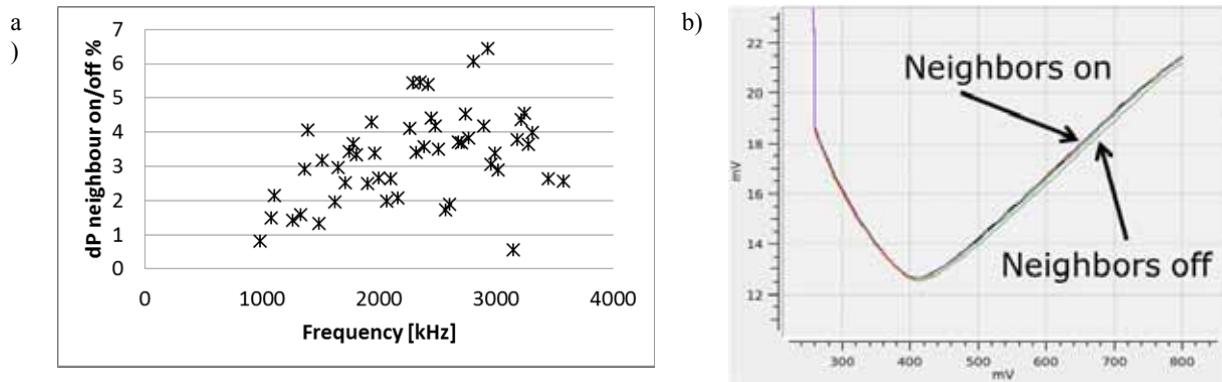 a
)
7
6
5
4
3
2
1
0
dP neighbour on/off %
0 1000 2000 3000 4000
Frequency [kHz]
b)
22
20
18
16
14
12
mV
Neighbors on
Neighbors off
300 400 500 600 700 800
mV